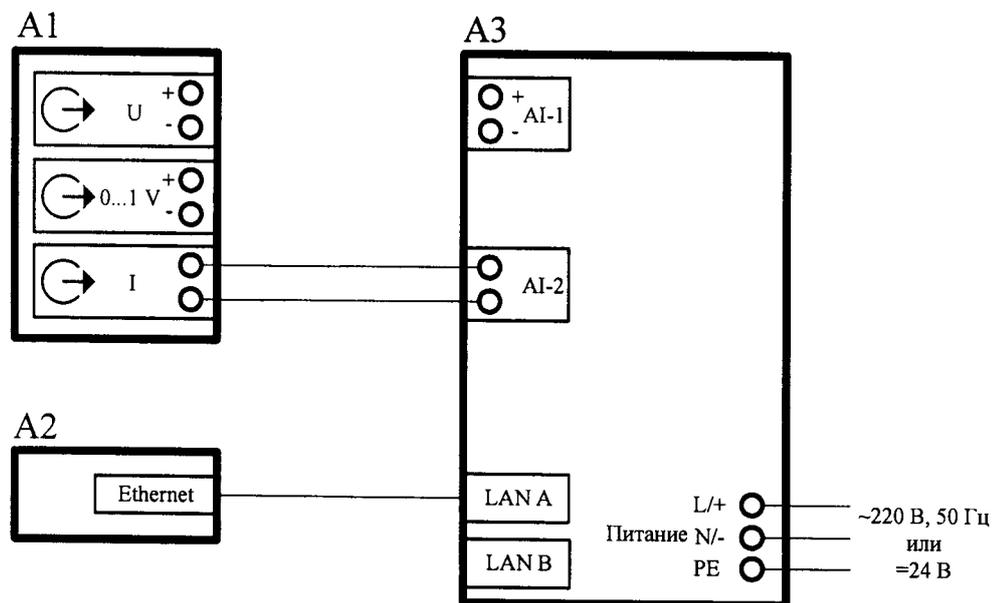 A1
A3
U
+
-
0...1 V
+
-
I
+
-
AI-1
AI-2
A2
Ethernet
LAN A
LAN B
L/+
Питание N/-
PE
~220 В, 50 Гц
или
=24 В